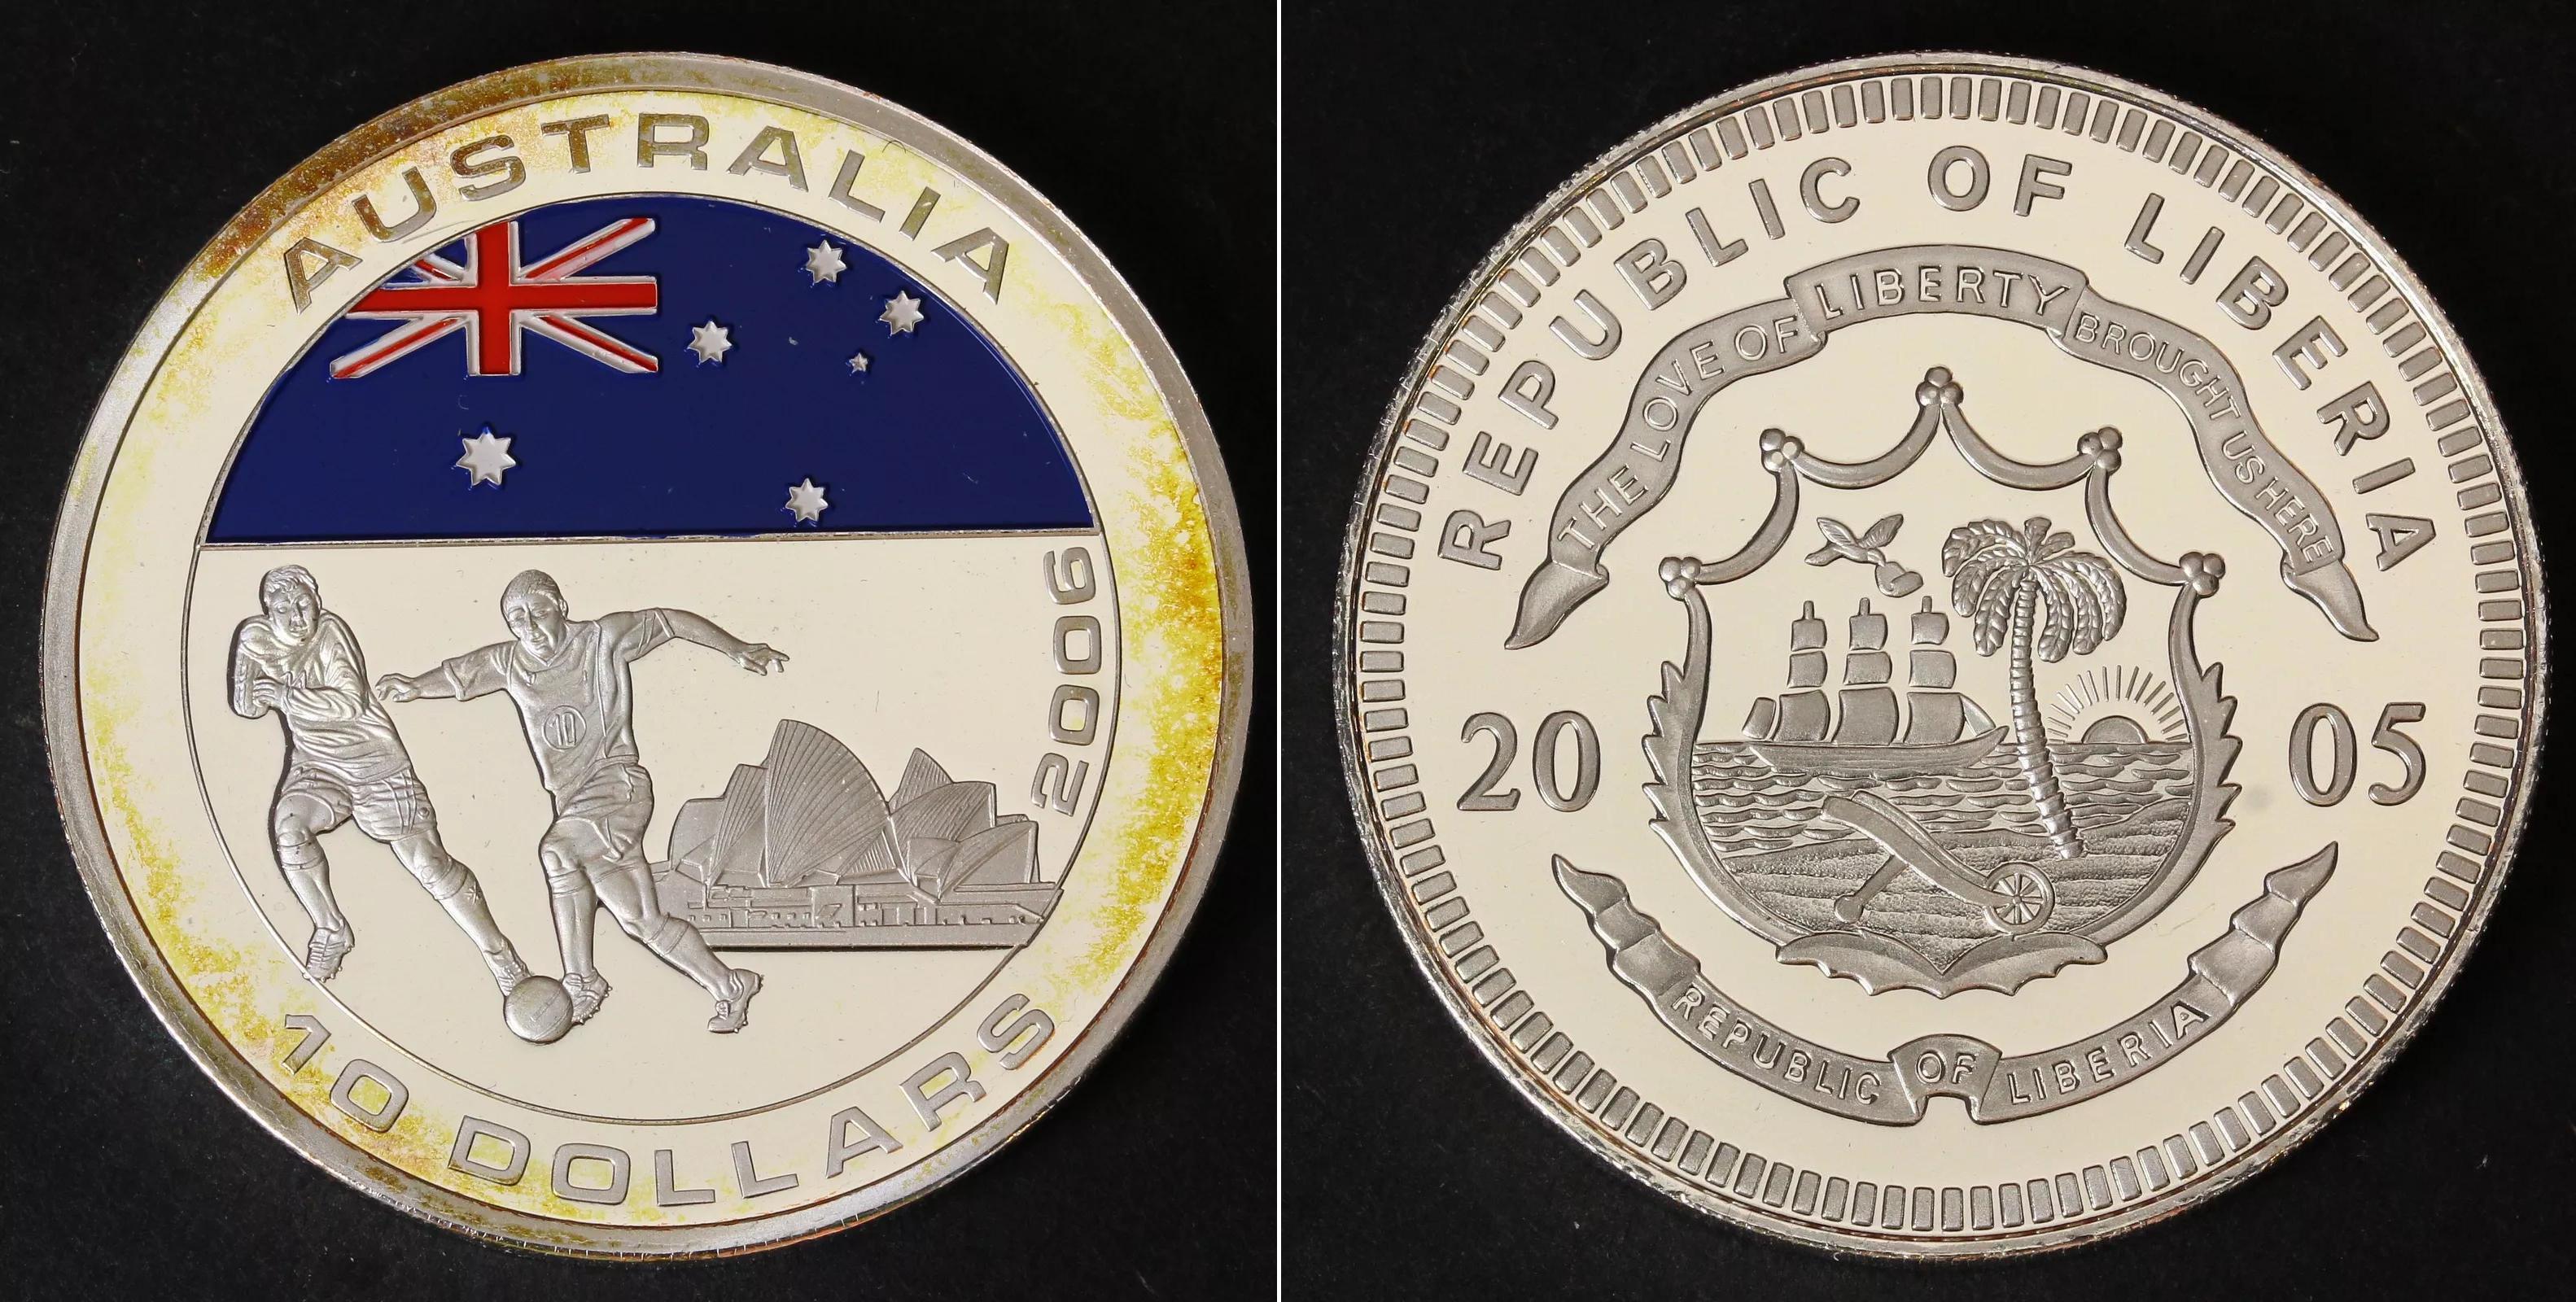 AUSTRALIA
2006
10
10 DOLLARS
REPUBLIC OF LIBERIA
THE LOVE OF LIBERTY BROUGHT US HERE
20 05
REPUBLIC OF LIBERIA